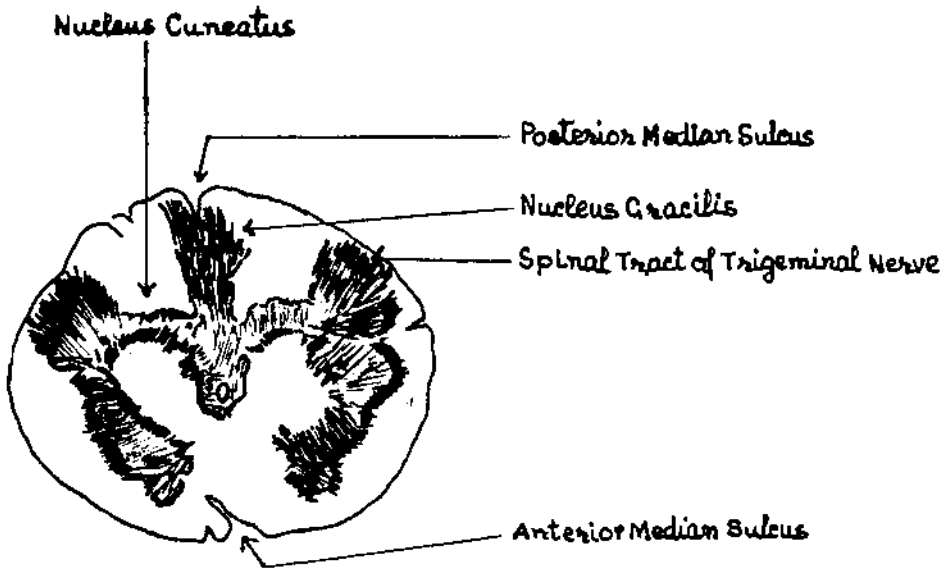 Nucleus Cuneatus
Posterior Median Sulcus
Nucleus Gracilis
Spinal Tract of Trigeminal Nerve
Anterior Median Sulcus